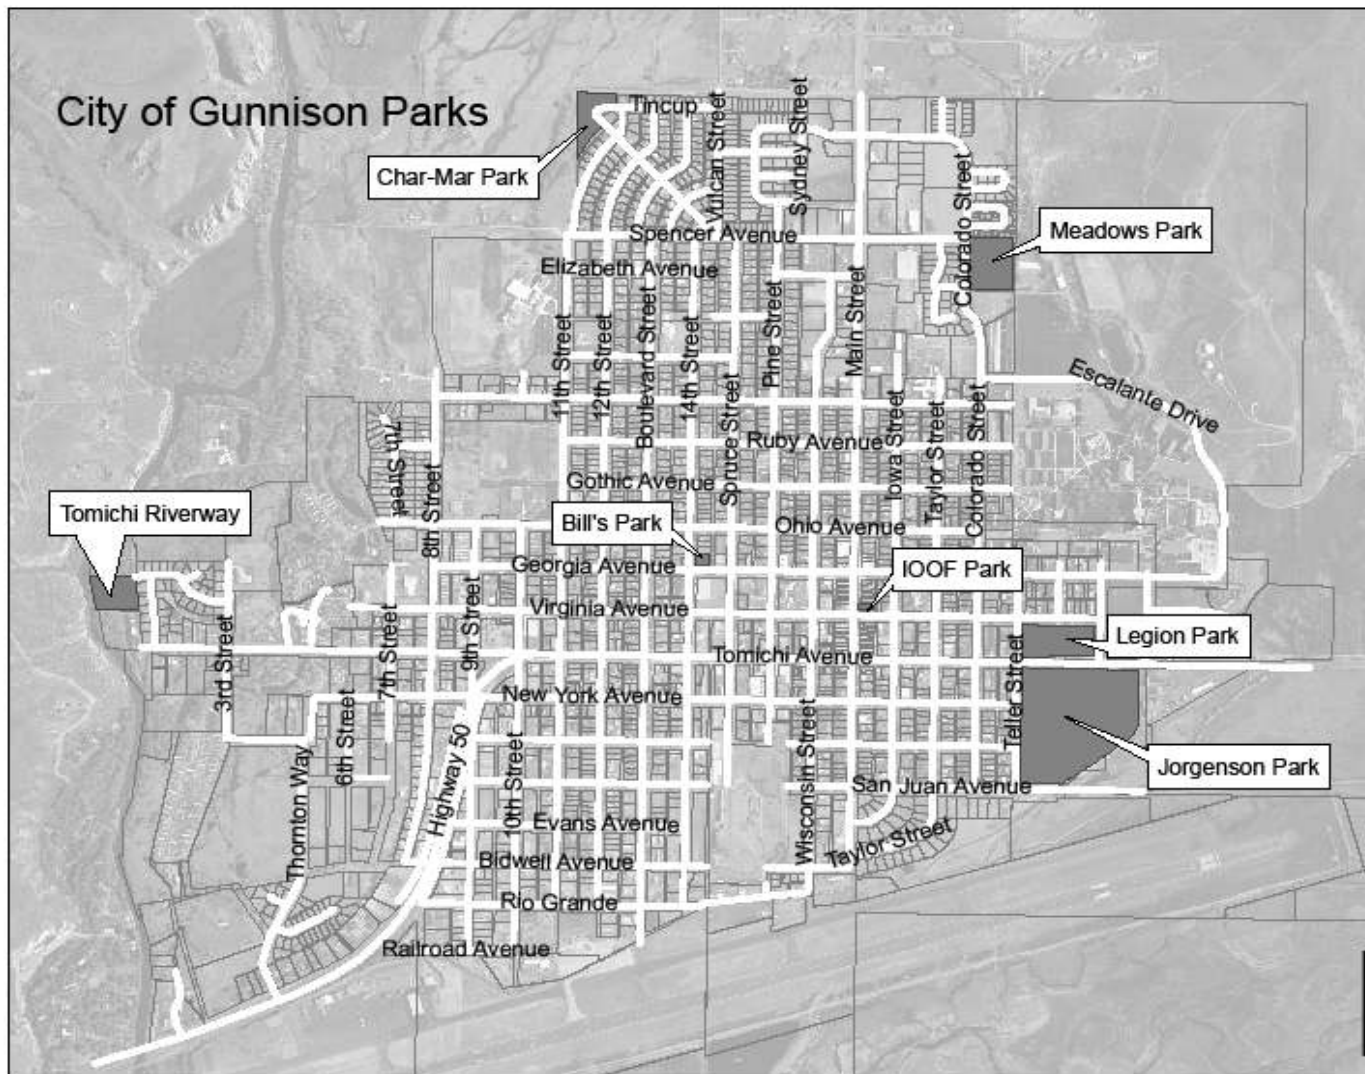 City of Gunnison Parks
Tincup
Char-Mar Park
Vulcan Street
Sydney Street
Colorado Street
Meadows Park
Spencer Avenue
Elizabeth Avenue
11th Street
12th Street
Boulevard Street
14th Street
Spruce Street
Pine Street
Main Street
Iowa Street
Taylor Street
Colorado Street
Escalante Drive
7th Street
8th Street
Ruby Avenue
Gothic Avenue
Tomichi Riverway
Bill's Park
Ohio Avenue
Georgia Avenue
IOOF Park
Virginia Avenue
Legion Park
3rd Street
7th Street
9th Street
Tomichi Avenue
Teller Street
New York Avenue
6th Street
Highway 50
10th Street
Wisconsin Street
San Juan Avenue
Jorgenson Park
Thornton Way
Evans Avenue
Taylor Street
Bidwell Avenue
Rio Grande
Railroad Avenue